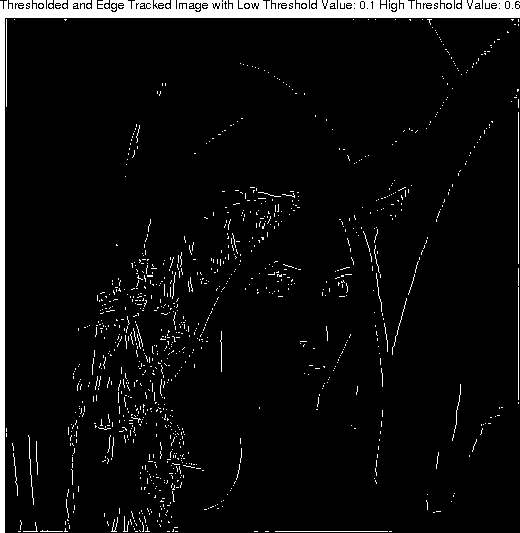 Thresholded and Edge Tracked Image with Low Threshold Value: 0.1 High Threshold Value: 0.6